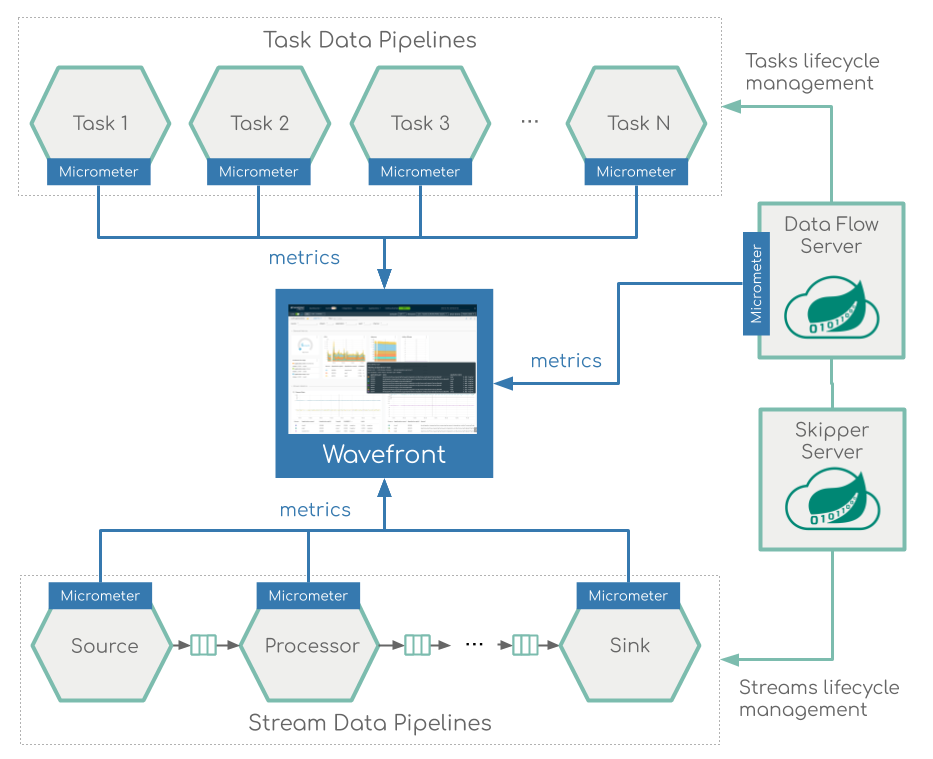 Task Data Pipelines
Tasks lifecycle
management
Task 1
Task 2
Task 3
...
Task N
Micrometer
Micrometer
Micrometer
Micrometer
Data Flow
Server
Micrometer
010110
metrics
metrics
Wavefront
Skipper
Server
010110
metrics
Micrometer
Micrometer
Micrometer
Source
Processor
...
Sink
Streams lifecycle
management
Stream Data Pipelines